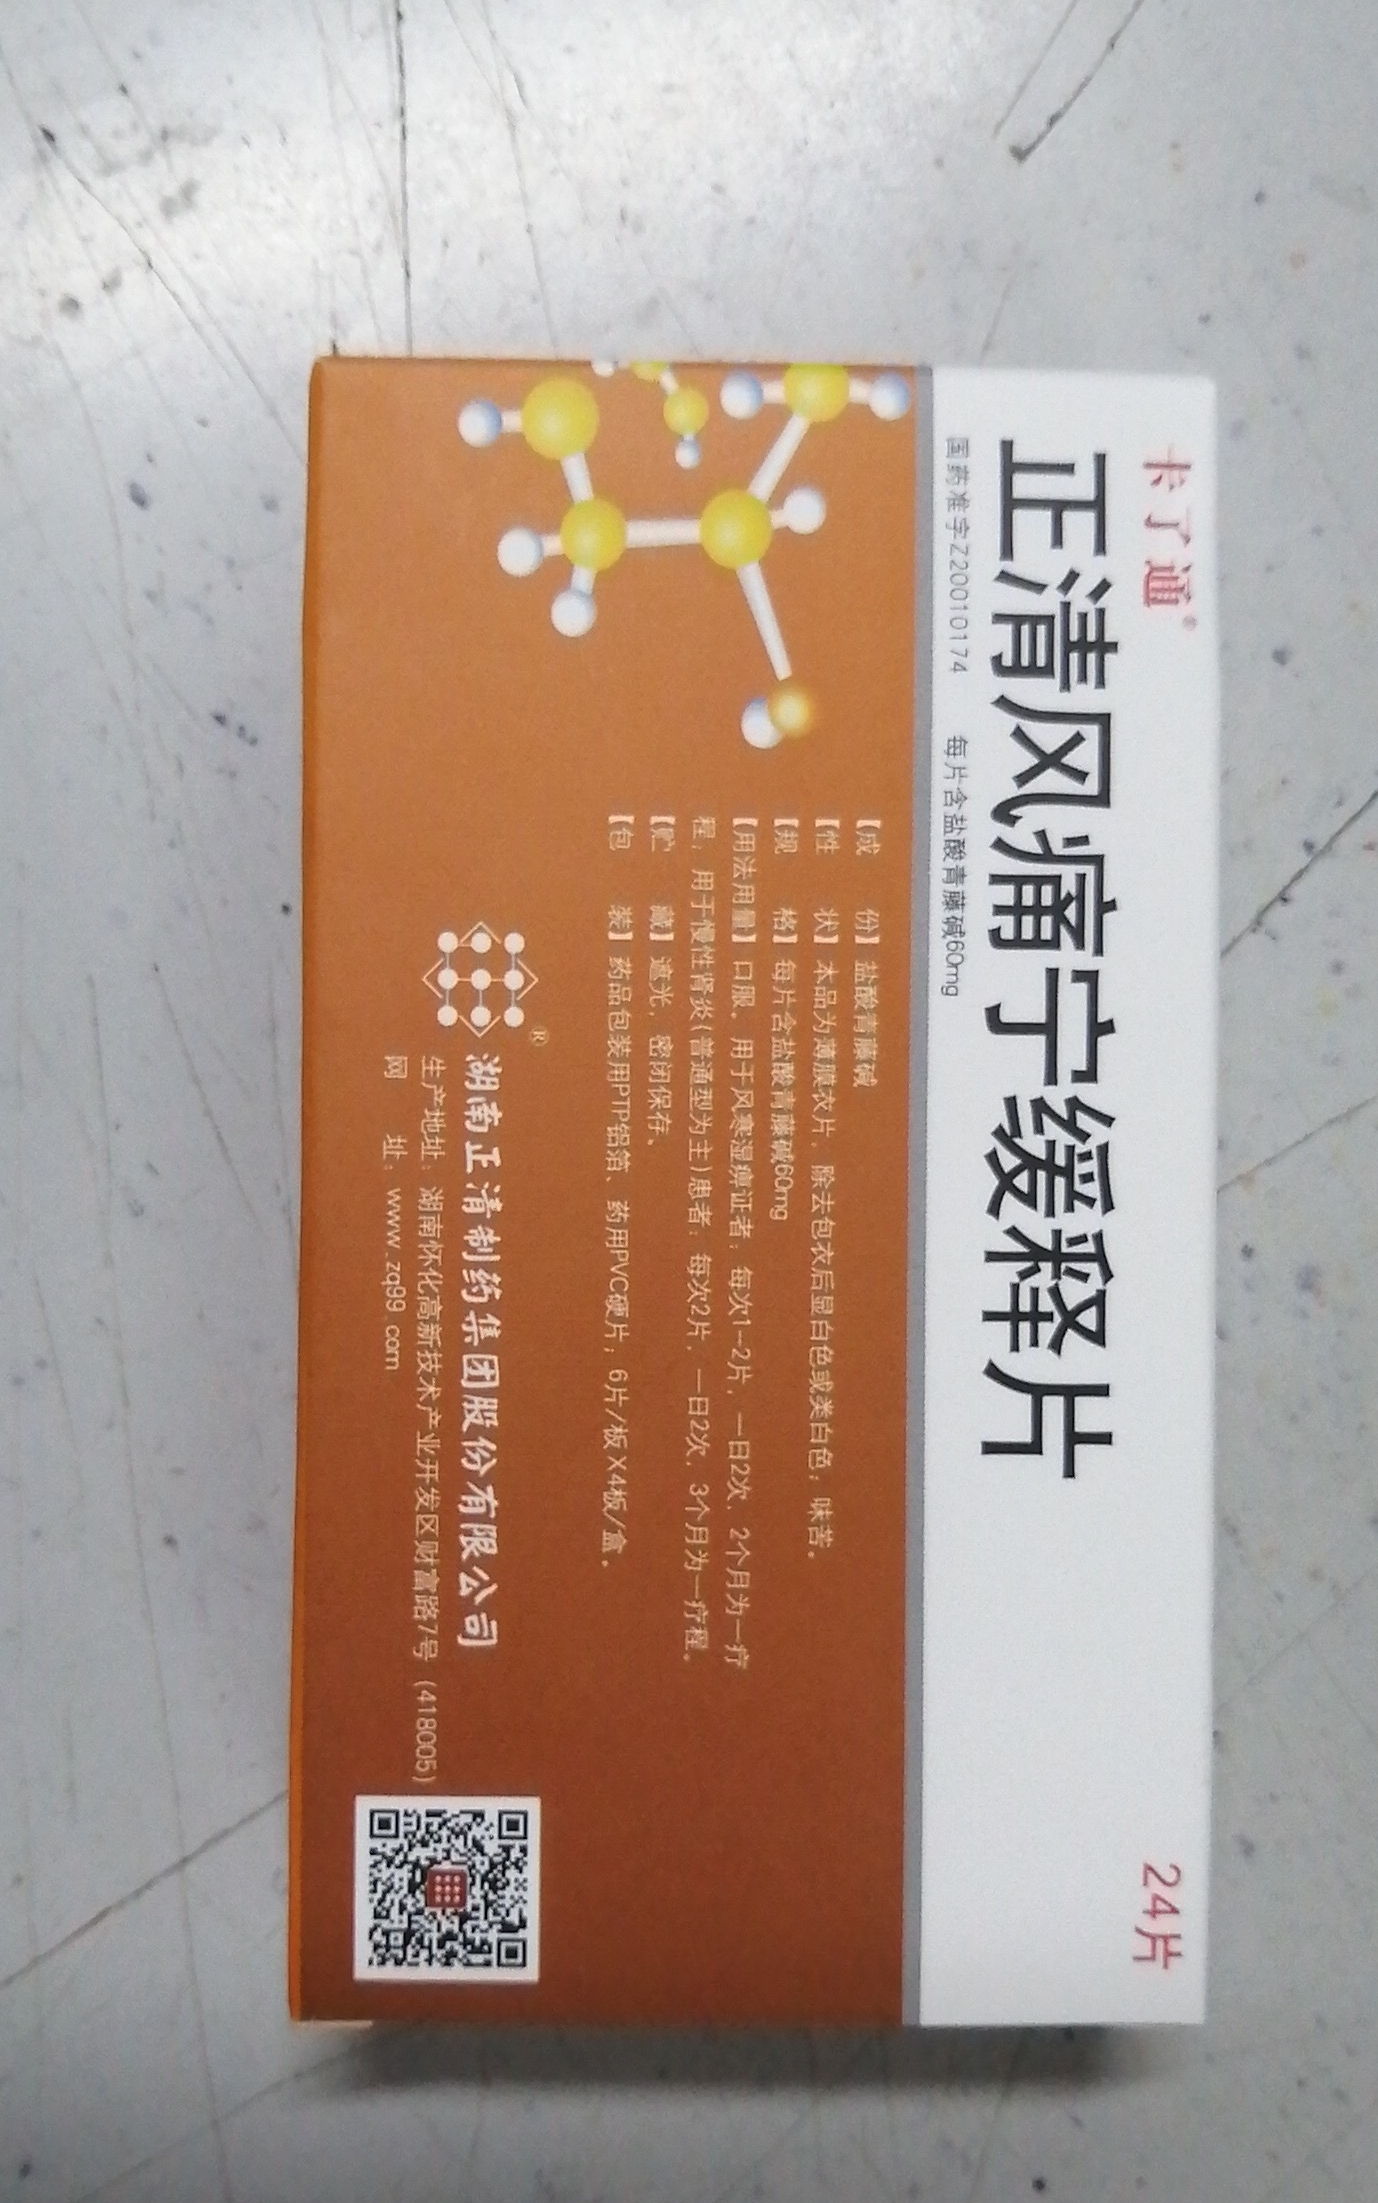 卡了通®
24片
正清风痛宁缓释片
国药准字Z20010174 每片含盐酸青藤碱60mg
【成 份】盐酸青藤碱
【性 状】本品为薄膜衣片，除去包衣后显白色或类白色；味苦。
【规 格】每片含盐酸青藤碱60mg
【用法用量】口服。用于风寒湿痹证者：每次1-2片，一日2次，2个月为一疗
程；用于慢性肾炎(普通型为主)患者：每次2片，一日2次，3个月为一疗程。
【贮 藏】遮光，密闭保存。
【包 装】药品包装用PTP铝箔、药用PVC硬片；6片/板X4板/盒。
®
湖南正清制药集团股份有限公司
生产地址：湖南怀化高新技术产业开发区财富路7号（418005）
网 址：www.zq99.com